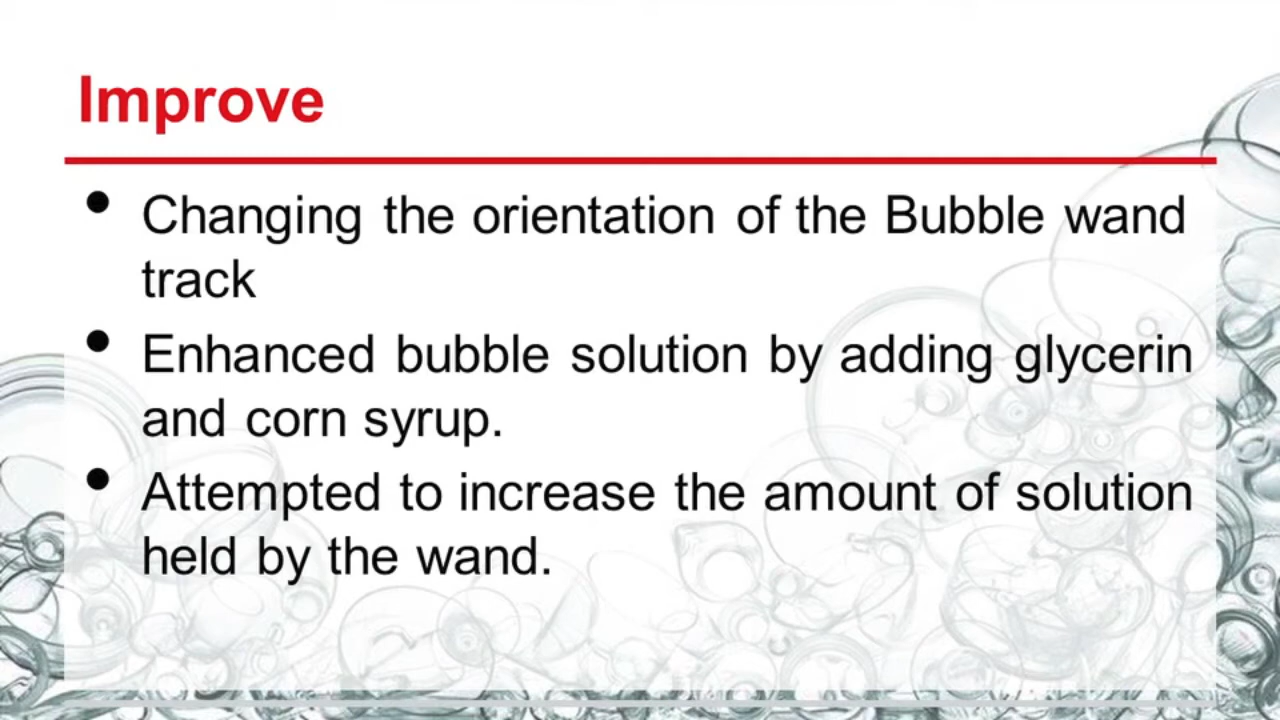 Improve
• Changing the orientation of the Bubble wand
track
• Enhanced bubble solution by adding glycerin
and corn syrup.
• Attempted to increase the amount of solution
held by the wand.